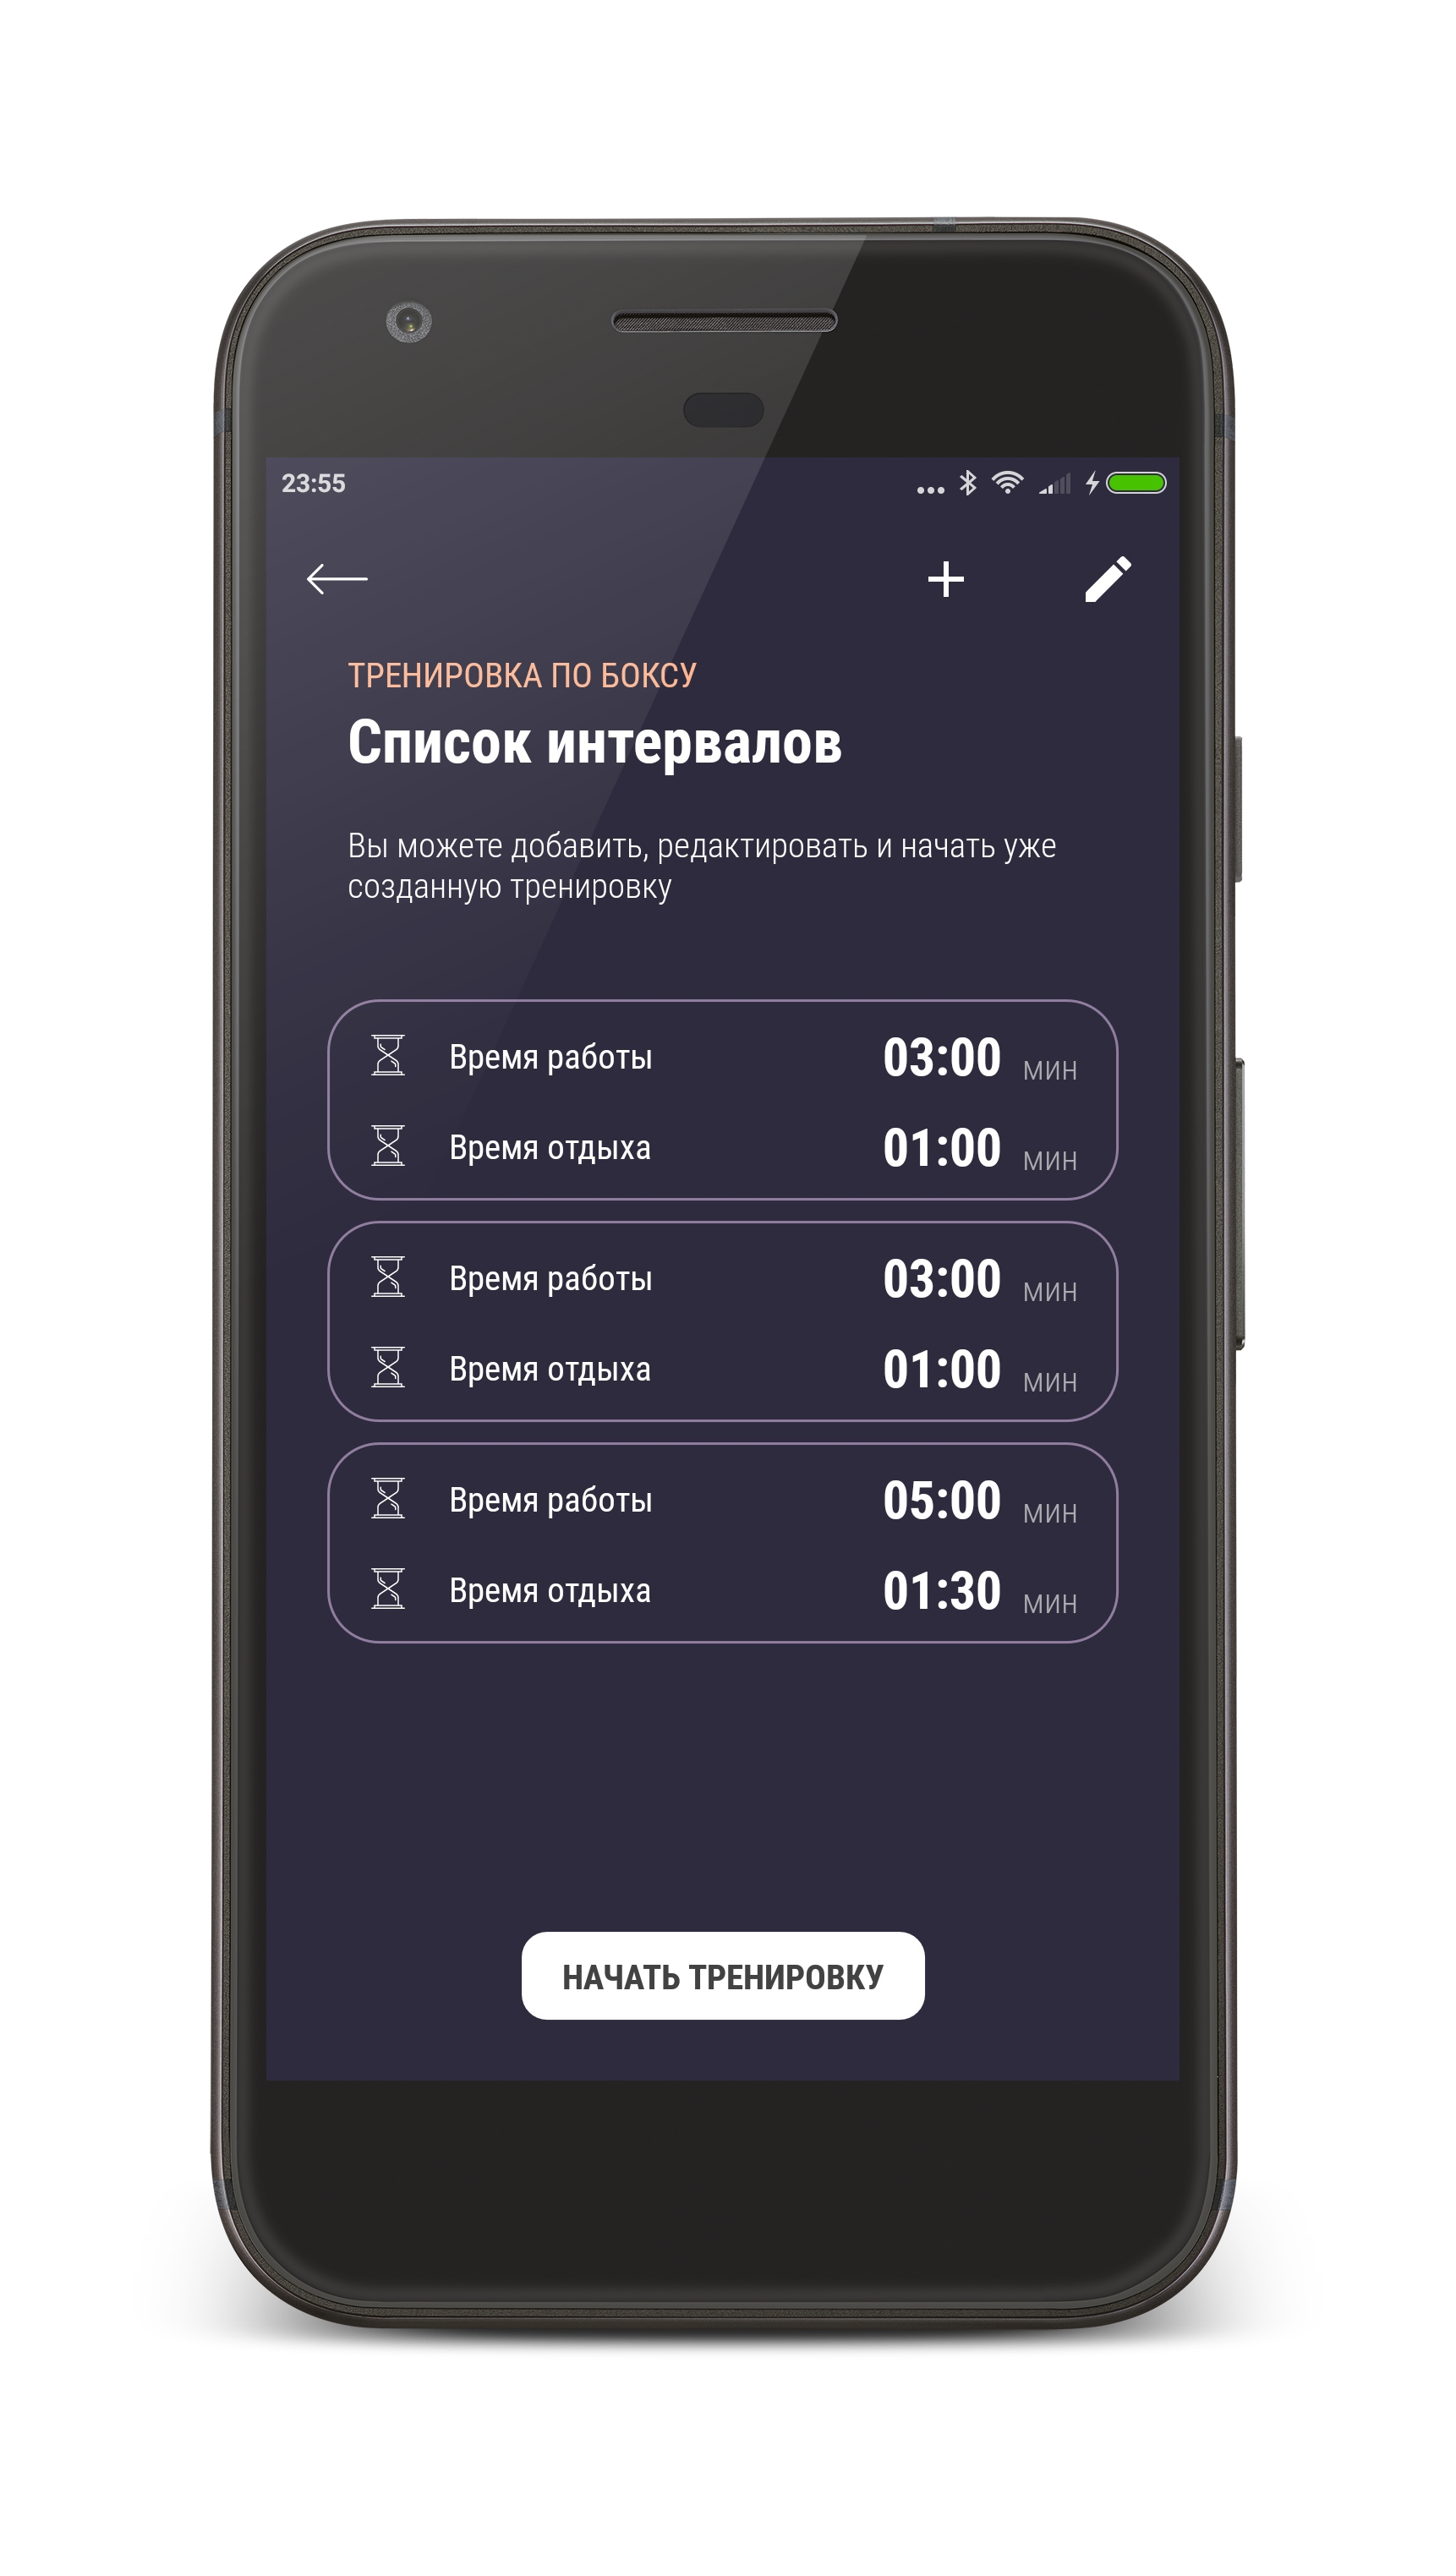 23:55
ТРЕНИРОВКА ПО БОКСУ
Список интервалов
Вы можете добавить, редактировать и начать уже
созданную тренировку
Время работы 03:00 мин
Время отдыха 01:00 мин
Время работы 03:00 мин
Время отдыха 01:00 мин
Время работы 05:00 мин
Время отдыха 01:30 мин
НАЧАТЬ ТРЕНИРОВКУ